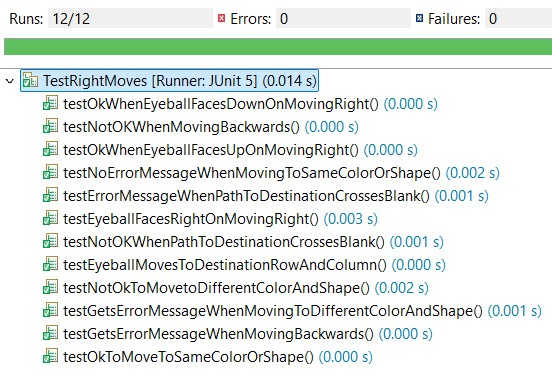 Runs: 12/12 Errors: 0 Failures: 0
TestRightMoves [Runner: JUnit 5] (0.014 s)
testOkWhenEyeballFacesDownOnMovingRight() (0.000 s)
testNotOKWhenMovingBackwards() (0.000 s)
testOkWhenEyeballFacesUpOnMovingRight() (0.000 s)
testNoErrorMessageWhenMovingToSameColorOrShape() (0.002 s)
testErrorMessageWhenPathToDestinationCrossesBlank() (0.001 s)
testEyeballFacesRightOnMovingRight() (0.003 s)
testNotOKWhenPathToDestinationCrossesBlank() (0.001 s)
testEyeballMovesToDestinationRowAndColumn() (0.000 s)
testNotOkToMovetoDifferentColorAndShape() (0.002 s)
testGetsErrorMessageWhenMovingToDifferentColorAndShape() (0.001 s)
testGetsErrorMessageWhenMovingBackwards() (0.000 s)
testOkToMoveToSameColorOrShape() (0.000 s)